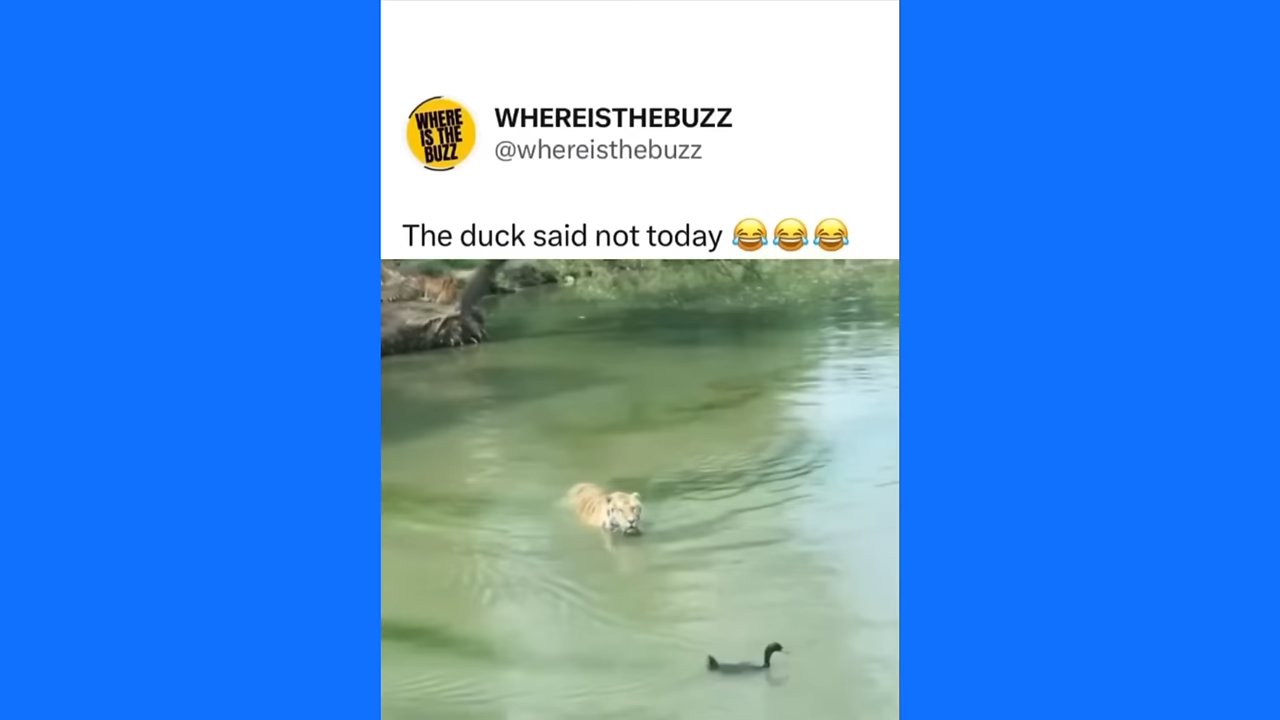 WHERE
IS THE
BUZZ
WHEREISTHEBUZZ
@whereisthebuzz
The duck said not today 😂😂😂